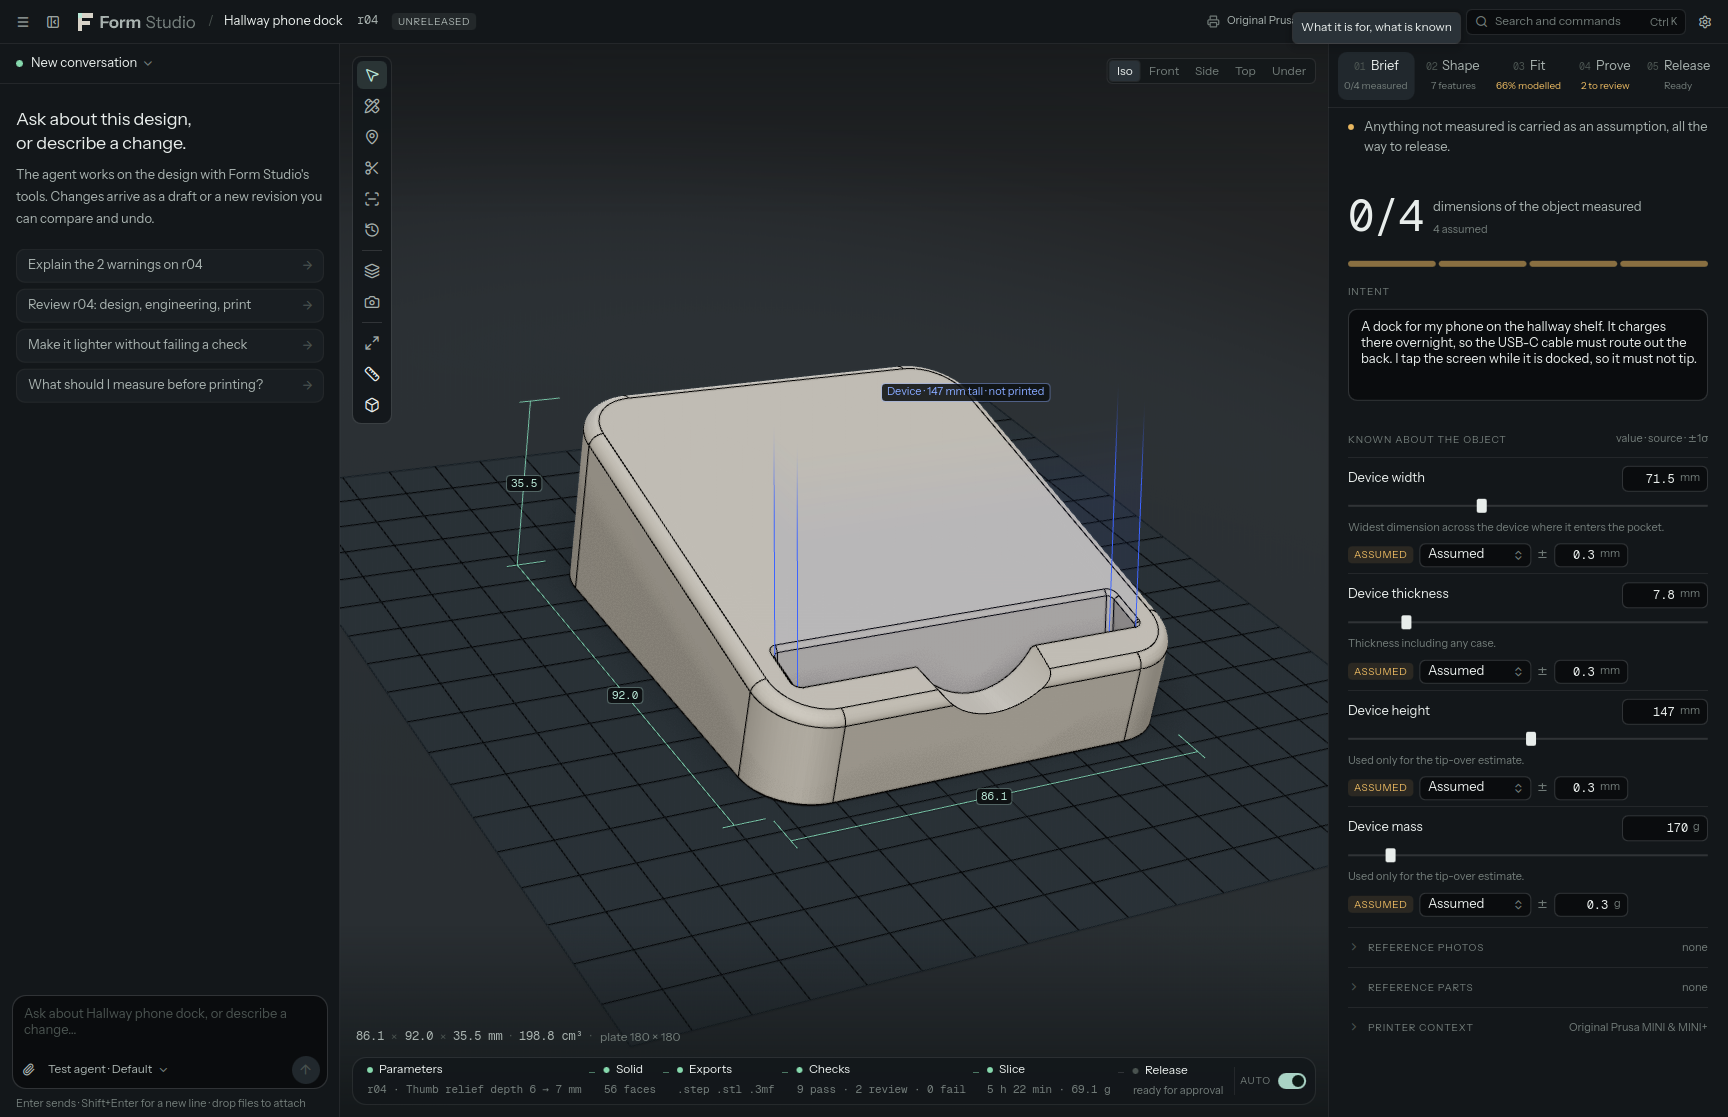 Form Studio / Hallway phone dock r04 UNRELEASED
Original Prusa
What it is for, what is known
Search and commands Ctrl K
New conversation
Ask about this design,
or describe a change.
The agent works on the design with Form Studio's
tools. Changes arrive as a draft or a new revision you
can compare and undo.
Explain the 2 warnings on r04
Review r04: design, engineering, print
Make it lighter without failing a check
What should I measure before printing?
Ask about Hallway phone dock, or describe a
change...
Test agent · Default
Enter sends · Shift+Enter for a new line · drop files to attach
Iso Front Side Top Under
Device · 147 mm tall · not printed
35.5
92.0
86.1
86.1 × 92.0 × 35.5 mm · 198.8 cm³ · plate 180 × 180
Parameters
r04 · Thumb relief depth 6 → 7 mm
Solid
56 faces
Exports
.step .stl .3mf
Checks
9 pass · 2 review · 0 fail
Slice
5 h 22 min · 69.1 g
Release
ready for approval
AUTO
01 Brief
0/4 measured
02 Shape
7 features
03 Fit
66% modelled
04 Prove
2 to review
05 Release
Ready
Anything not measured is carried as an assumption, all the
way to release.
0/4 dimensions of the object measured
4 assumed
INTENT
A dock for my phone on the hallway shelf. It charges
there overnight, so the USB-C cable must route out the
back. I tap the screen while it is docked, so it must not tip.
KNOWN ABOUT THE OBJECT value · source · ±1σ
Device width 71.5 mm
Widest dimension across the device where it enters the pocket.
ASSUMED Assumed ± 0.3 mm
Device thickness 7.8 mm
Thickness including any case.
ASSUMED Assumed ± 0.3 mm
Device height 147 mm
Used only for the tip-over estimate.
ASSUMED Assumed ± 0.3 mm
Device mass 170 g
Used only for the tip-over estimate.
ASSUMED Assumed ± 0.3 g
REFERENCE PHOTOS none
REFERENCE PARTS none
PRINTER CONTEXT Original Prusa MINI & MINI+